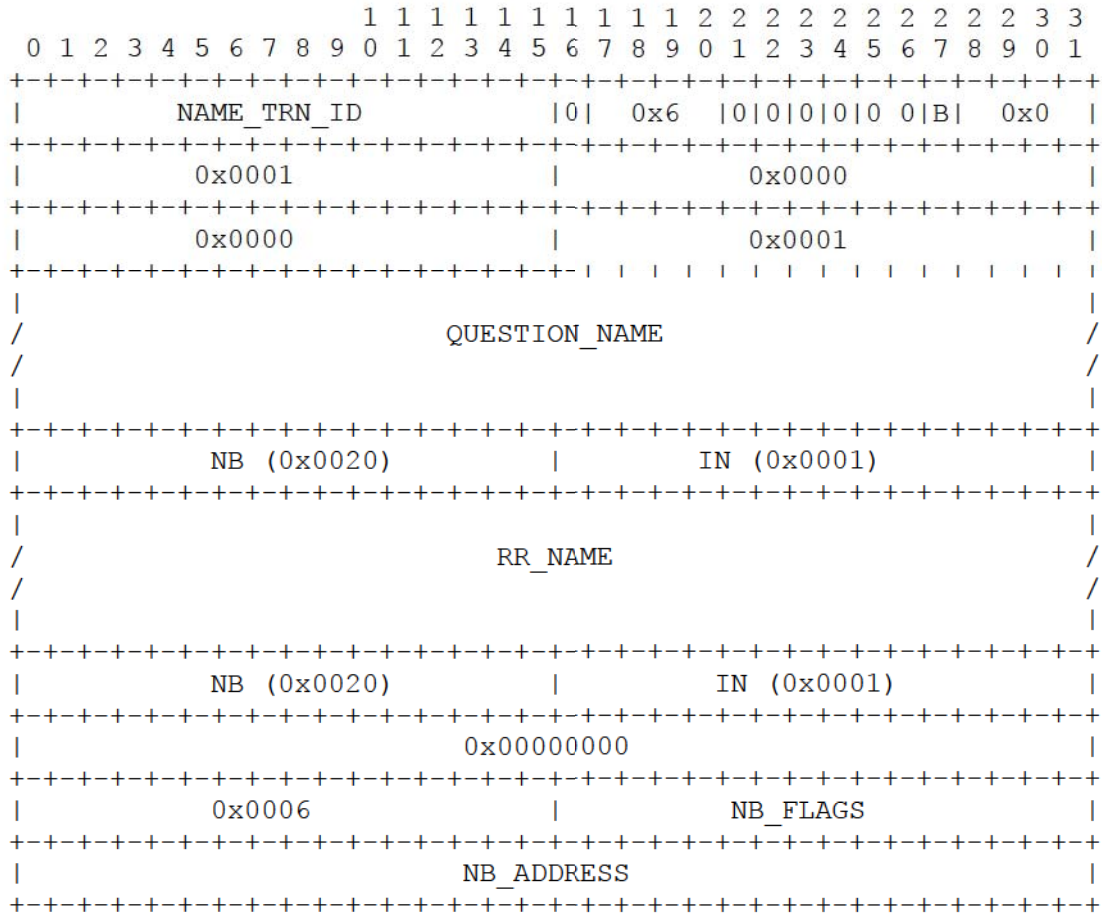 1 1 1 1 1 1 1 1 1 1 2 2 2 2 2 2 2 2 2 2 3 3
 0 1 2 3 4 5 6 7 8 9 0 1 2 3 4 5 6 7 8 9 0 1 2 3 4 5 6 7 8 9 0 1
+-+-+-+-+-+-+-+-+-+-+-+-+-+-+-+-+-+-+-+-+-+-+-+-+-+-+-+-+-+-+-+-+
|         NAME_TRN_ID           |0|  0x6  |0|0|0|0|0 0|B|  0x0  |
+-+-+-+-+-+-+-+-+-+-+-+-+-+-+-+-+-+-+-+-+-+-+-+-+-+-+-+-+-+-+-+-+
|          0x0001               |           0x0000              |
+-+-+-+-+-+-+-+-+-+-+-+-+-+-+-+-+-+-+-+-+-+-+-+-+-+-+-+-+-+-+-+-+
|          0x0000               |           0x0001              |
+-+-+-+-+-+-+-+-+-+-+-+-+-+-+-+-+- | | | | | | | | | | | | | | | |
|                                                               |
/                         QUESTION_NAME                         /
/                                                               /
|                                                               |
+-+-+-+-+-+-+-+-+-+-+-+-+-+-+-+-+-+-+-+-+-+-+-+-+-+-+-+-+-+-+-+-+
|           NB (0x0020)         |        IN (0x0001)            |
+-+-+-+-+-+-+-+-+-+-+-+-+-+-+-+-+-+-+-+-+-+-+-+-+-+-+-+-+-+-+-+-+
|                                                               |
/                            RR_NAME                            /
/                                                               /
|                                                               |
+-+-+-+-+-+-+-+-+-+-+-+-+-+-+-+-+-+-+-+-+-+-+-+-+-+-+-+-+-+-+-+-+
|           NB (0x0020)         |         IN (0x0001)           |
+-+-+-+-+-+-+-+-+-+-+-+-+-+-+-+-+-+-+-+-+-+-+-+-+-+-+-+-+-+-+-+-+
|                          0x00000000                           |
+-+-+-+-+-+-+-+-+-+-+-+-+-+-+-+-+-+-+-+-+-+-+-+-+-+-+-+-+-+-+-+-+
|           0x0006              |          NB_FLAGS             |
+-+-+-+-+-+-+-+-+-+-+-+-+-+-+-+-+-+-+-+-+-+-+-+-+-+-+-+-+-+-+-+-+
|                          NB_ADDRESS                           |
+-+-+-+-+-+-+-+-+-+-+-+-+-+-+-+-+-+-+-+-+-+-+-+-+-+-+-+-+-+-+-+-+